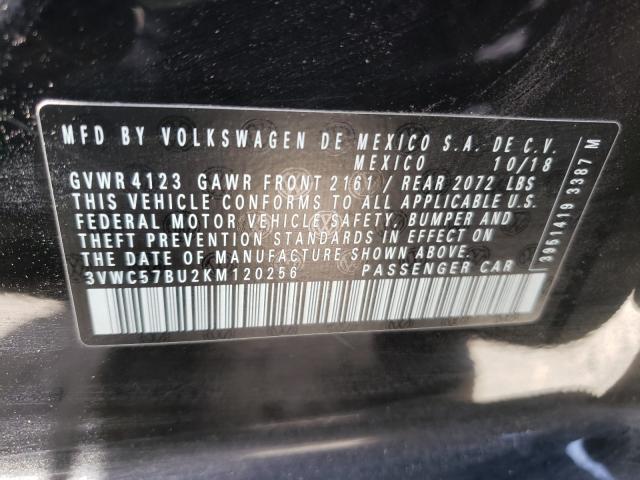 MFD BY VOLKSWAGEN DE MEXICO S.A. DE C.V.
MEXICO 10/18
GVWR 4123 GAWR FRONT 2161 / REAR 2072 LBS
THIS VEHICLE CONFORMS TO ALL APPLICABLE U.S.
FEDERAL MOTOR VEHICLE SAFETY, BUMPER AND
THEFT PREVENTION STANDARDS IN EFFECT ON
THE DATE OF MANUFACTURE SHOWN ABOVE.
3VWC57BU2KM120256 PASSENGER CAR
3951419 3387 M